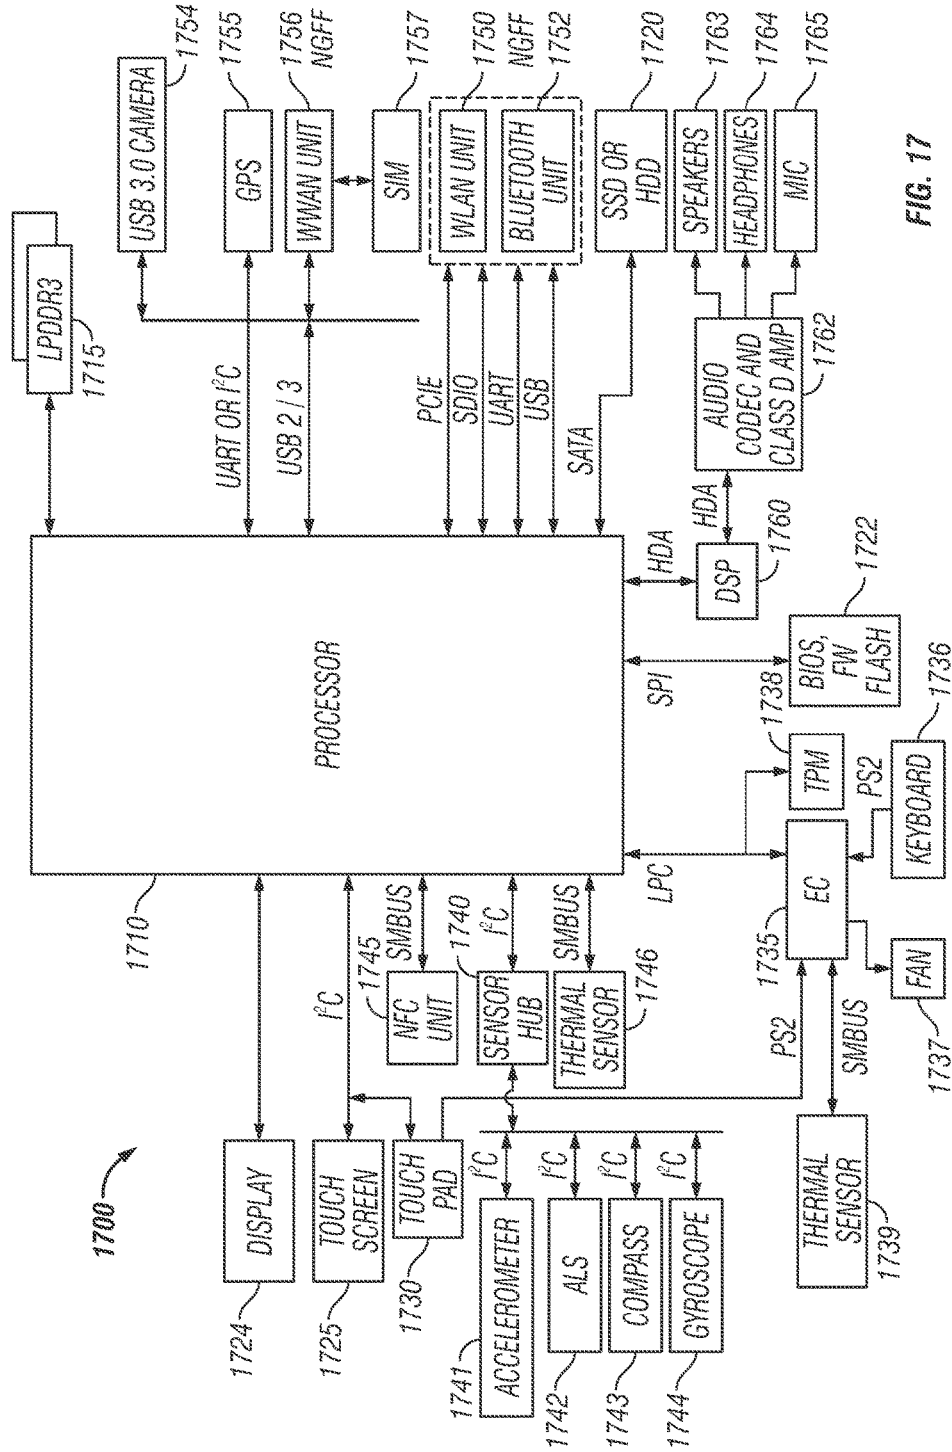 1700
DISPLAY
1724
TOUCH
SCREEN
1725
TOUCH
PAD
1730
ACCELEROMETER
1741
ALS
1742
COMPASS
1743
GYROSCOPE
1744
I²C
I²C
I²C
I²C
I²C
1710
NFC
UNIT
1745
SMBUS
SENSOR
HUB
1740
I²C
THERMAL
SENSOR
1746
SMBUS
PROCESSOR
LPDDR3
1715
USB 3.0 CAMERA
1754
GPS
1755
UART OR I²C
WWAN UNIT
1756
NGFF
USB 2 / 3
SIM
1757
WLAN UNIT
1750
NGFF
BLUETOOTH
UNIT
1752
PCIE
SDIO
UART
USB
SSD OR
HDD
1720
SATA
SPEAKERS
1763
HEADPHONES
1764
MIC
1765
AUDIO
CODEC AND
CLASS D AMP
1762
HDA
HDA
DSP
1760
SPI
BIOS,
FW
FLASH
1722
LPC
TPM
1738
EC
1735
PS2
KEYBOARD
1736
FAN
1737
PS2
SMBUS
THERMAL
SENSOR
1739
FIG. 17